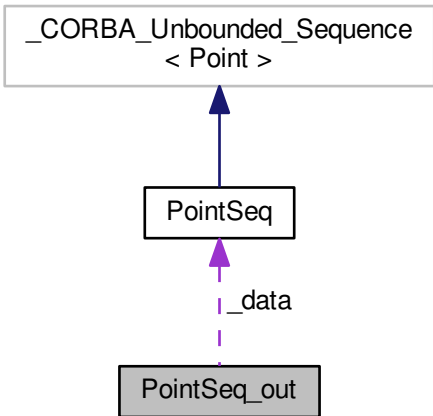 _CORBA_Unbounded_Sequence
< Point >
PointSeq
_data
PointSeq_out